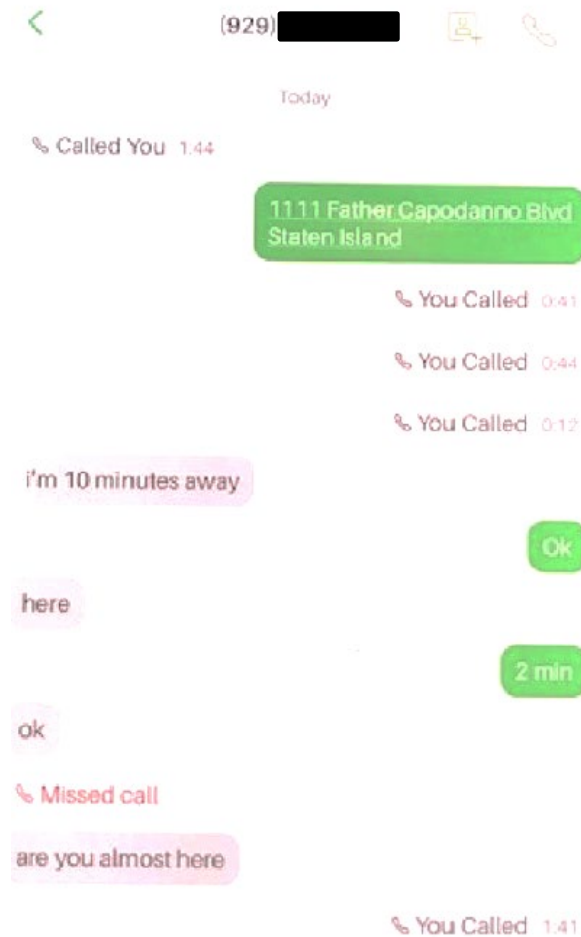 (929)
Today
Called You 1:44
1111 Father Capodanno Blvd
Staten Island
You Called 0:41
You Called 0:44
You Called 0:12
i'm 10 minutes away
Ok
here
2 min
ok
Missed call
are you almost here
You Called 1:41